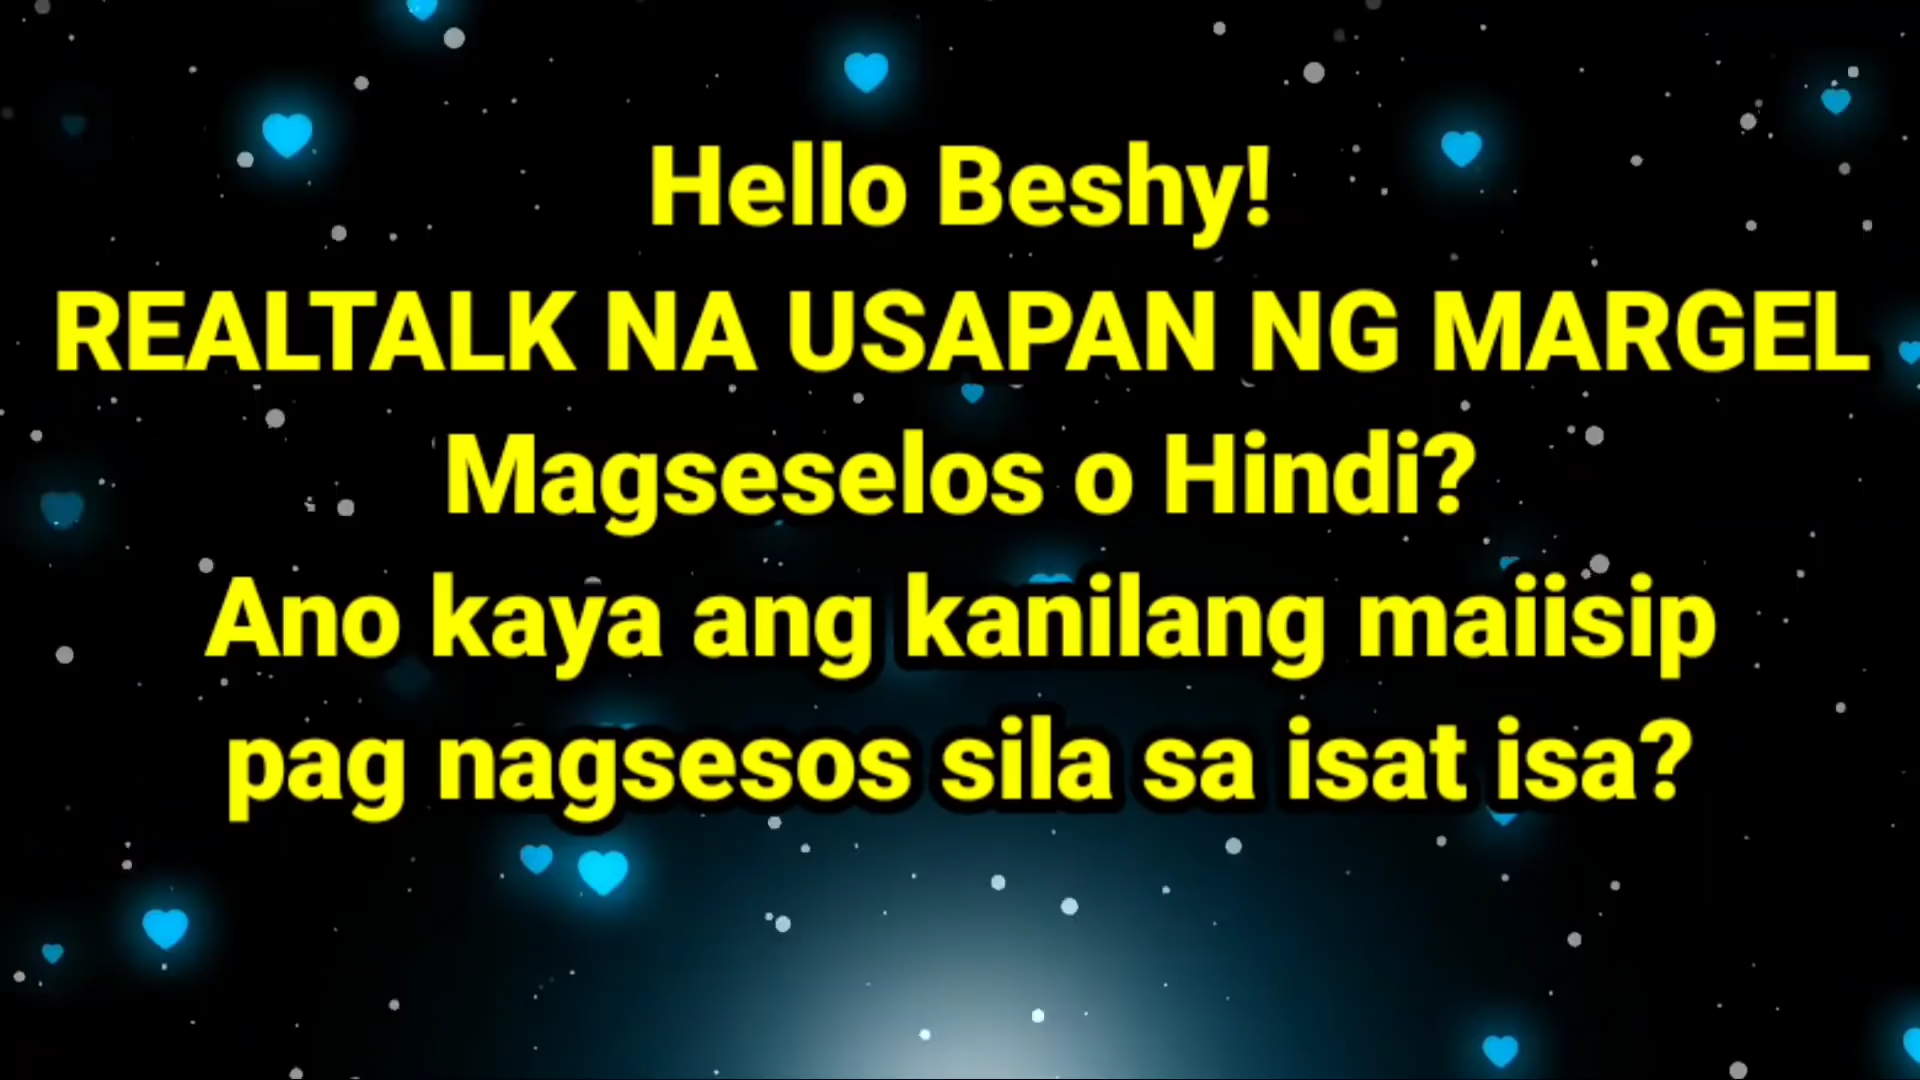 Hello Beshy!
REALTALK NA USAPAN NG MARGEL
Magseselos o Hindi?
Ano kaya ang kanilang maiisip
pag nagsesos sila sa isat isa?